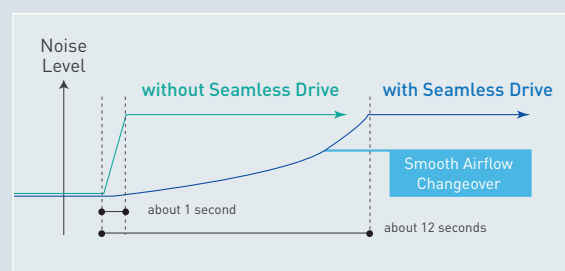 Noise
Level
without Seamless Drive
with Seamless Drive
Smooth Airflow
Changeover
about 1 second
about 12 seconds